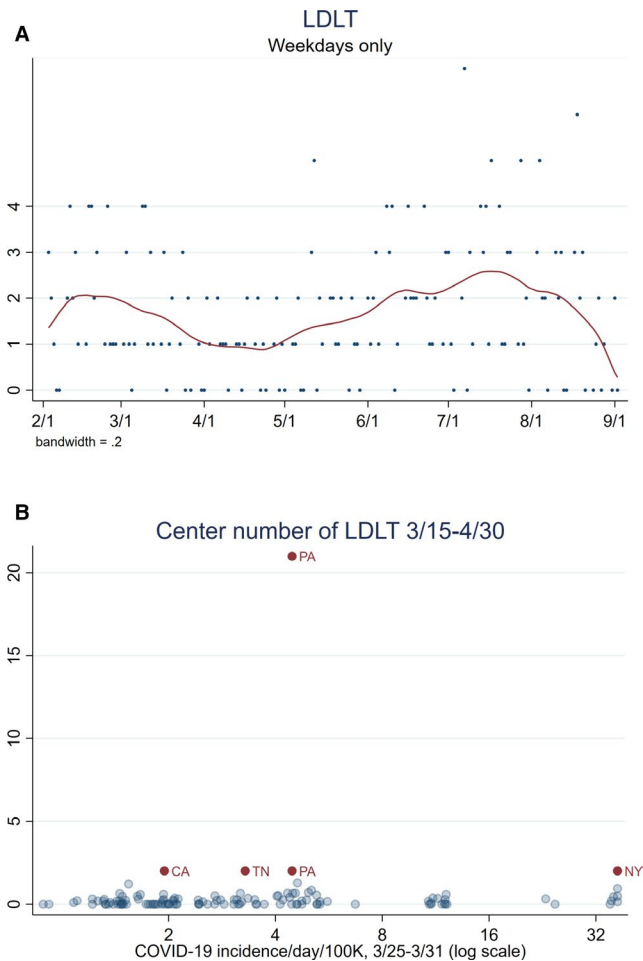 A
LDLT
Weekdays only
4
3
2
1
0
2/1 3/1 4/1 5/1 6/1 7/1 8/1 9/1
bandwidth = .2
B
Center number of LDLT 3/15-4/30
20
PA
15
10
5
CA TN PA NY
0
2 4 8 16 32
COVID-19 incidence/day/100K, 3/25-3/31 (log scale)